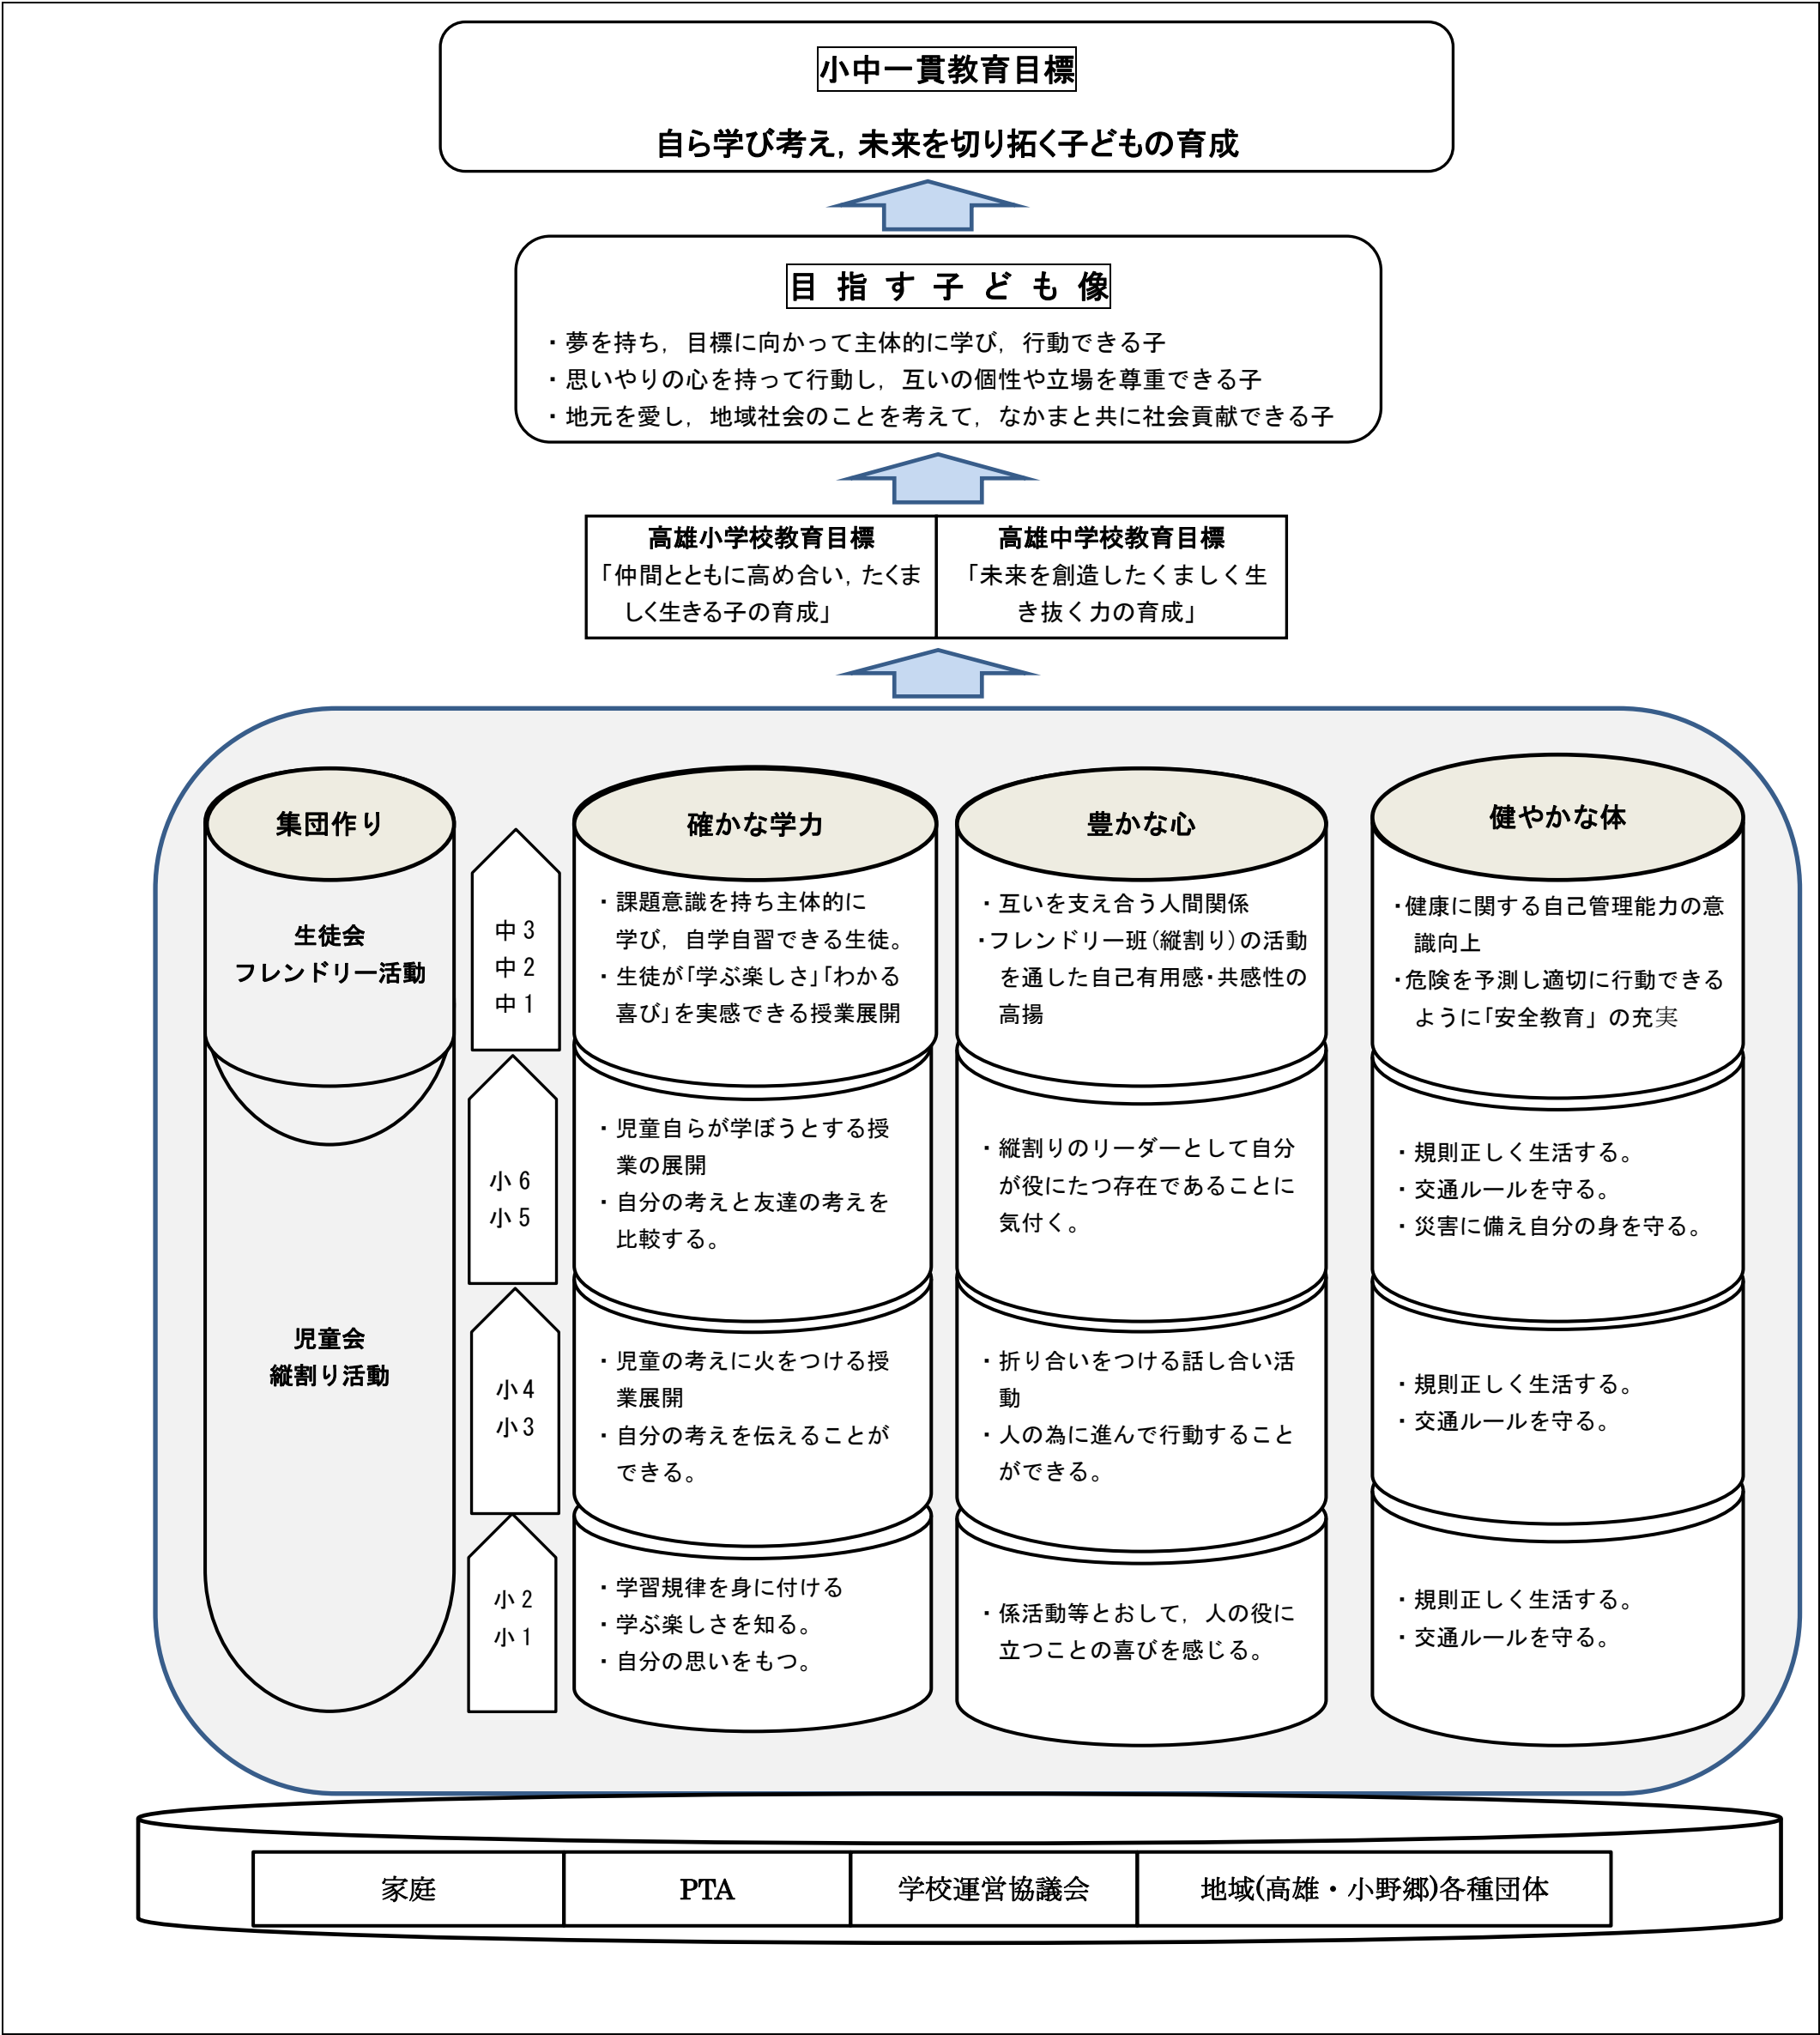 小中一貫教育目標
自ら学び考え，未来を切り拓く子どもの育成
目指す子ども像
・夢を持ち，目標に向かって主体的に学び，行動できる子
・思いやりの心を持って行動し，互いの個性や立場を尊重できる子
・地元を愛し，地域社会のことを考えて，なかまと共に社会貢献できる子
高雄小学校教育目標
「仲間とともに高め合い，たくま
しく生きる子の育成」
高雄中学校教育目標
「未来を創造したくましく生
き抜く力の育成」
集団作り
生徒会
フレンドリー活動
児童会
縦割り活動
中３
中２
中１
小６
小５
小４
小３
小２
小１
確かな学力
・課題意識を持ち主体的に
学び，自学自習できる生徒。
・生徒が「学ぶ楽しさ」「わかる
喜び」を実感できる授業展開
・児童自らが学ぼうとする授
業の展開
・自分の考えと友達の考えを
比較する。
・児童の考えに火をつける授
業展開
・自分の考えを伝えることが
できる。
・学習規律を身に付ける
・学ぶ楽しさを知る。
・自分の思いをもつ。
豊かな心
・互いを支え合う人間関係
・フレンドリー班(縦割り)の活動
を通した自己有用感・共感性の
高揚
・縦割りのリーダーとして自分
が役にたつ存在であることに
気付く。
・折り合いをつける話し合い活
動
・人の為に進んで行動すること
ができる。
・係活動等とおして，人の役に
立つことの喜びを感じる。
健やかな体
・健康に関する自己管理能力の意
識向上
・危険を予測し適切に行動できる
ように「安全教育」の充実
・規則正しく生活する。
・交通ルールを守る。
・災害に備え自分の身を守る。
・規則正しく生活する。
・交通ルールを守る。
・規則正しく生活する。
・交通ルールを守る。
家庭
PTA
学校運営協議会
地域(高雄・小野郷)各種団体